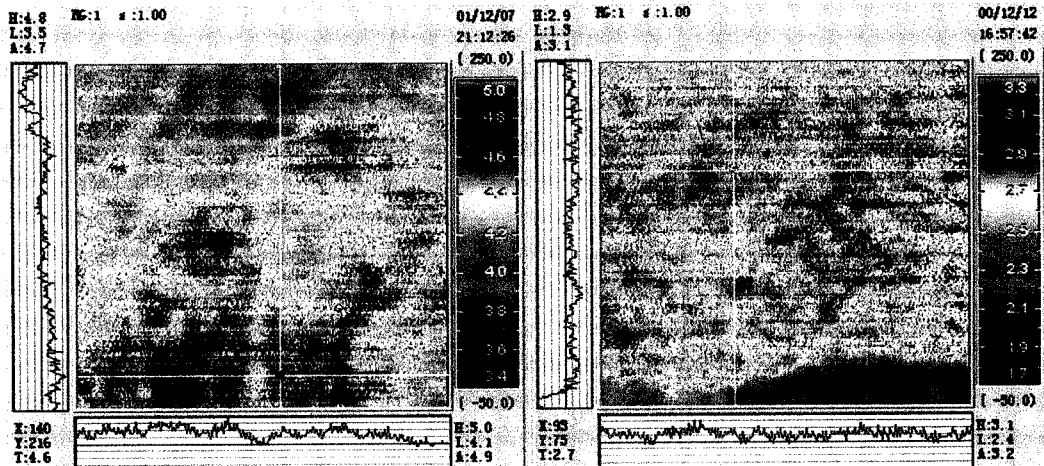 H:4.8
L:3.5
A:4.7
MG:1 ε:1.00
01/12/07
21:12:26
( 250.0)
5.0
4.8
4.6
4.4
4.2
4.0
3.8
3.6
3.4
( -50.0)
X:140
Y:216
T:4.6
H:5.0
L:4.1
A:4.9
H:2.9
L:1.3
A:3.1
MG:1 ε:1.00
00/12/12
16:57:42
( 250.0)
3.3
3.1
2.9
2.7
2.5
2.3
2.1
1.9
1.7
( -50.0)
X:93
Y:75
T:2.7
H:3.1
L:2.4
A:3.2